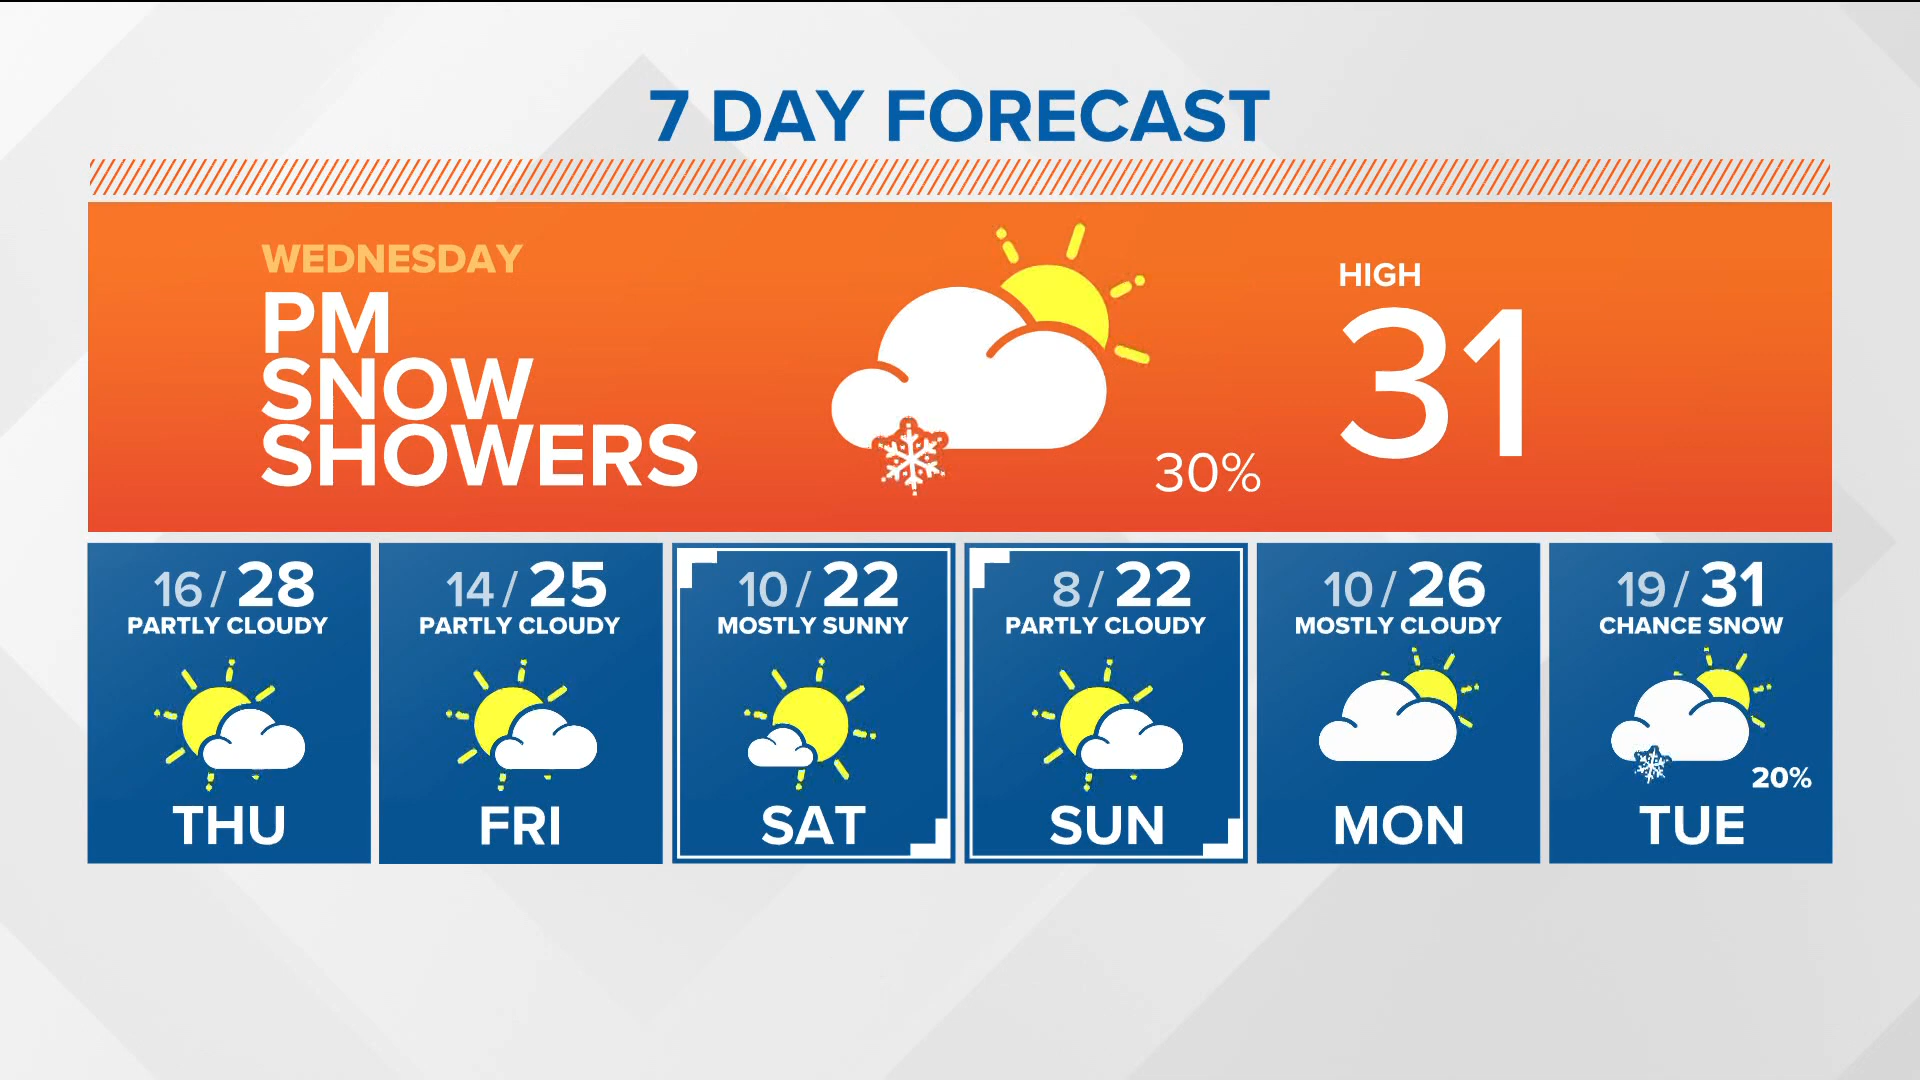 7 DAY FORECAST
WEDNESDAY
PM
SNOW
SHOWERS
30%
HIGH
31
16 / 28
PARTLY CLOUDY
THU
14 / 25
PARTLY CLOUDY
FRI
10 / 22
MOSTLY SUNNY
SAT
8 / 22
PARTLY CLOUDY
SUN
10 / 26
MOSTLY CLOUDY
MON
19 / 31
CHANCE SNOW
20%
TUE